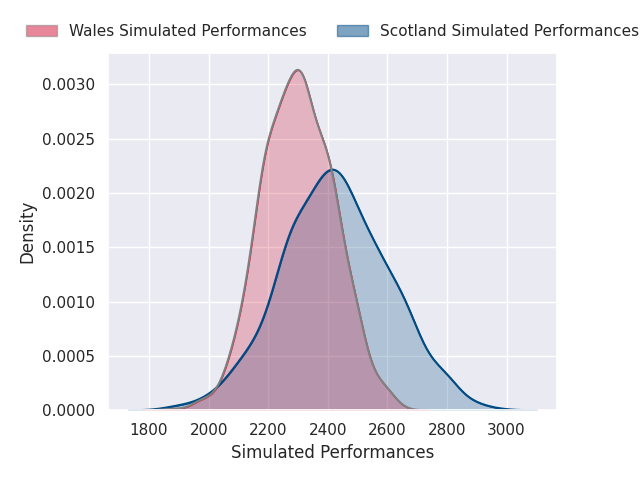 Wales Simulated Performances Scotland Simulated Performances
0.0030
0.0025
0.0020
0.0015
0.0010
0.0005
0.0000
Density
1800 2000 2200 2400 2600 2800 3000
Simulated Performances